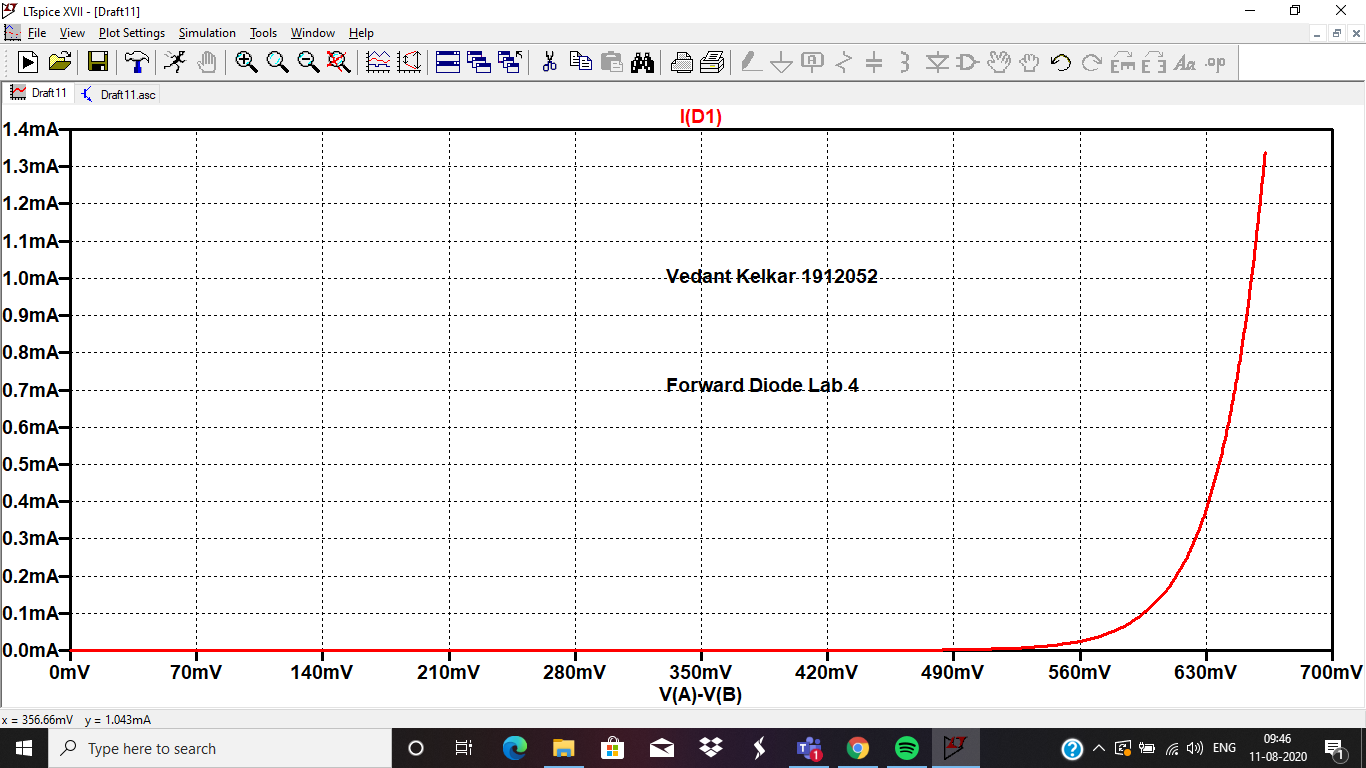 LTspice XVII - [Draft11]
File View Plot Settings Simulation Tools Window Help
Draft11 Draft11.asc
I(D1)
1.4mA
1.3mA
1.2mA
1.1mA
1.0mA
0.9mA
0.8mA
0.7mA
0.6mA
0.5mA
0.4mA
0.3mA
0.2mA
0.1mA
0.0mA
Vedant Kelkar 1912052
Forward Diode Lab 4
0mV 70mV 140mV 210mV 280mV 350mV 420mV 490mV 560mV 630mV 700mV
V(A)-V(B)
x = 356.66mV y = 1.043mA
Type here to search
1
ENG
09:46
11-08-2020
1